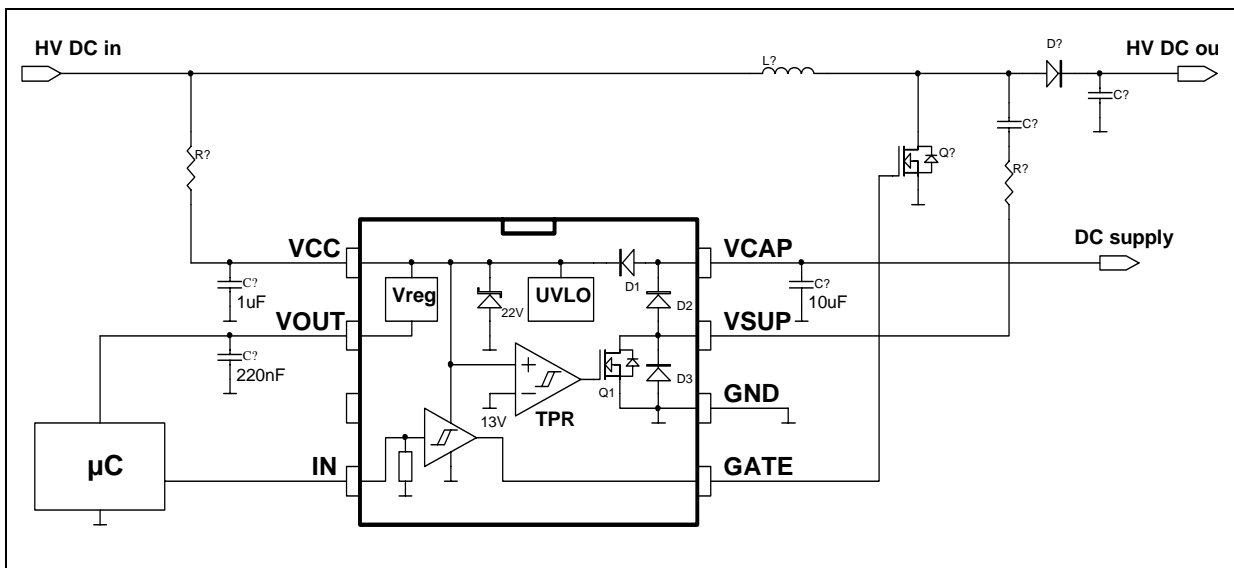 HV DC in
HV DC ou
L?
D?
C?
C?
R?
Q?
R?
VCC
VCAP
DC supply
C?
1uF
Vreg
22V
UVLO
D1
D2
C?
10uF
VOUT
VSUP
C?
220nF
Q1
D3
13V
TPR
GND
µC
IN
GATE